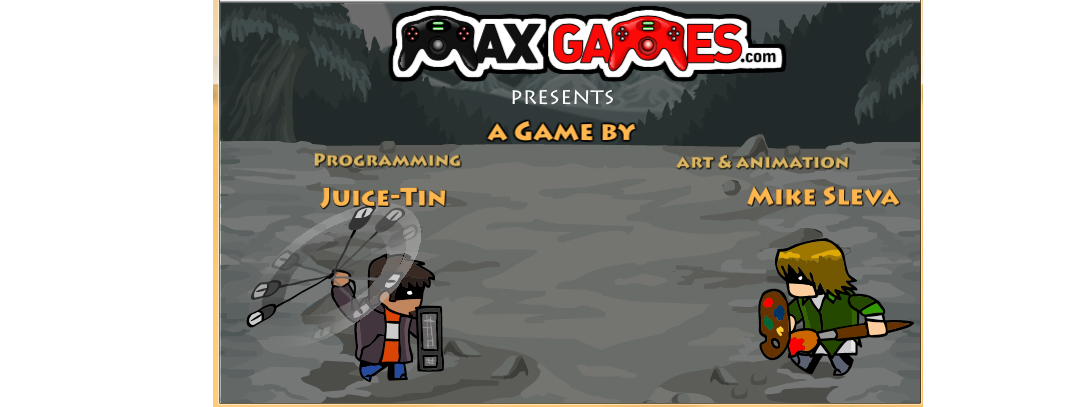 MAX GAMES.com
PRESENTS
A GAME BY
PROGRAMMING
JUICE-TIN
ART & ANIMATION
MIKE SLEVA